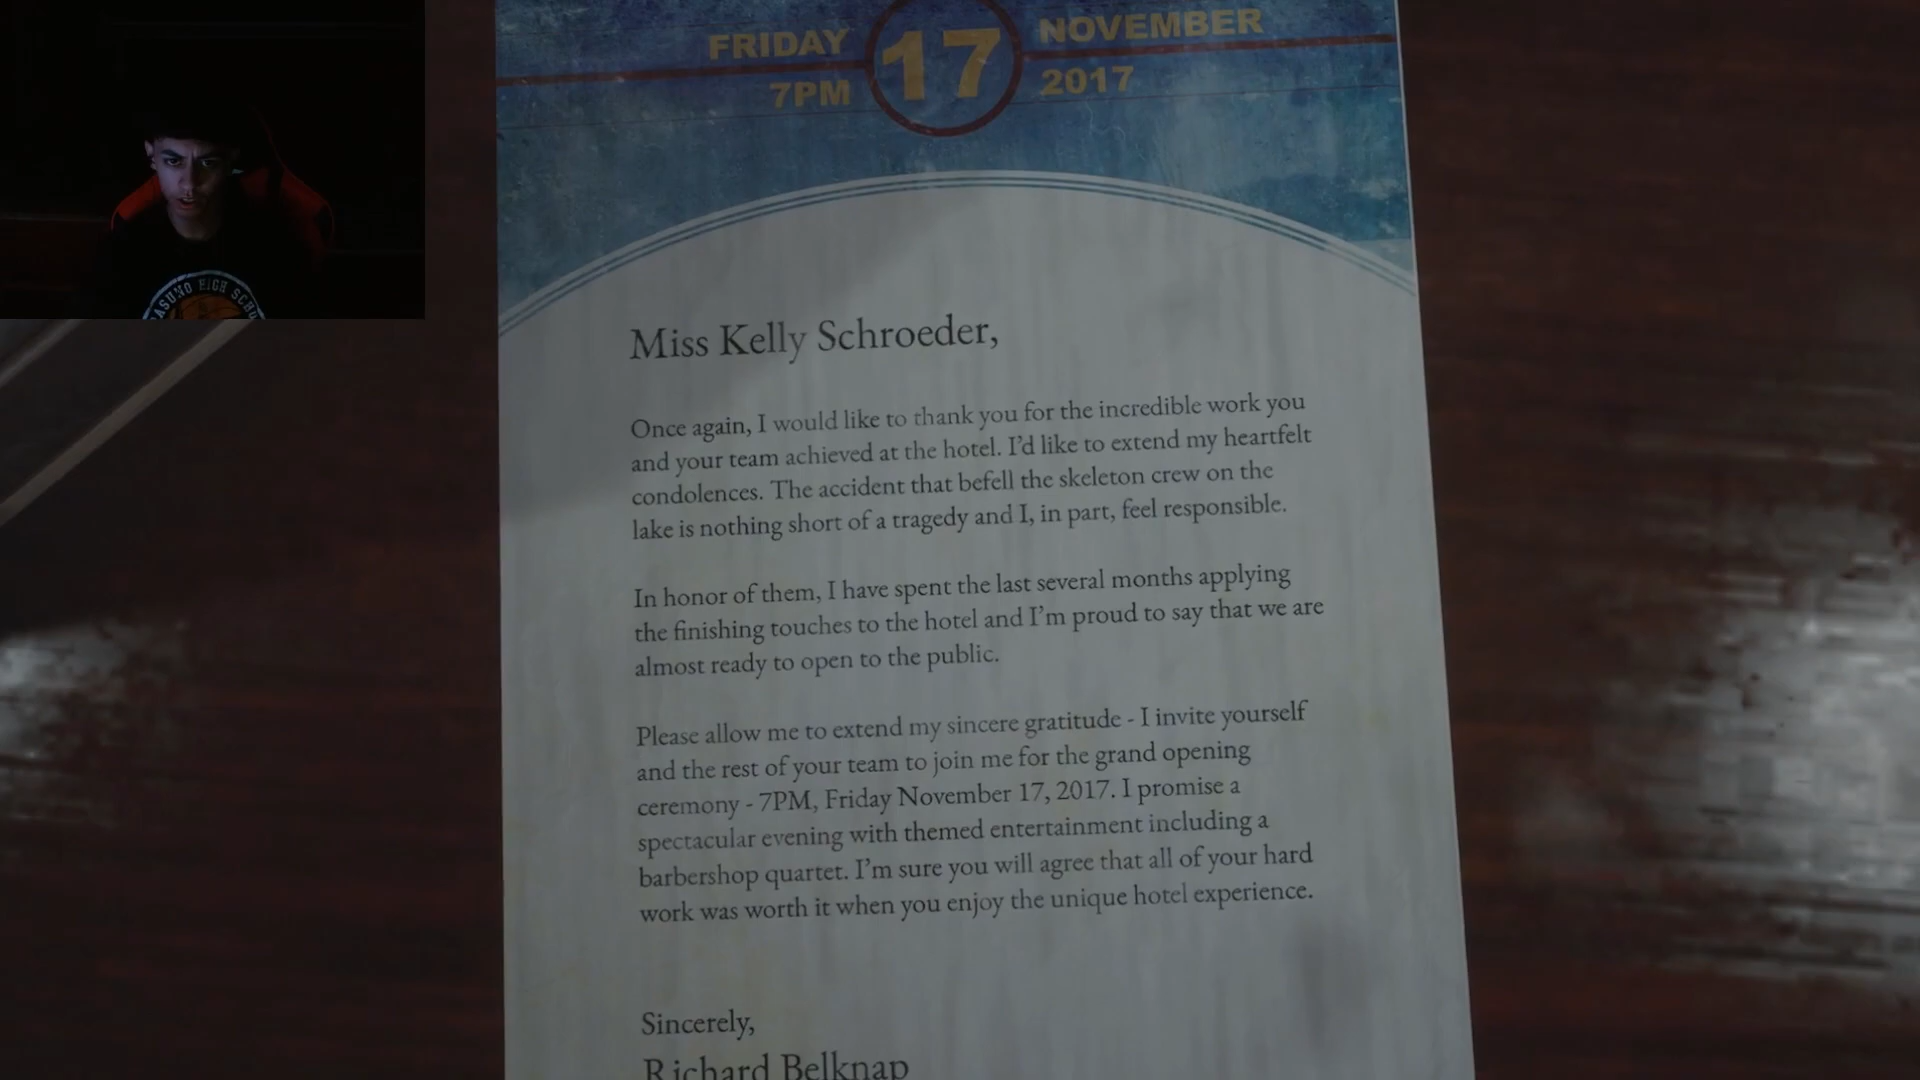 FRIDAY 17 NOVEMBER
7PM 2017
Miss Kelly Schroeder,
Once again, I would like to thank you for the incredible work you
and your team achieved at the hotel. I'd like to extend my heartfelt
condolences. The accident that befell the skeleton crew on the
lake is nothing short of a tragedy and I, in part, feel responsible.
In honor of them, I have spent the last several months applying
the finishing touches to the hotel and I'm proud to say that we are
almost ready to open to the public.
Please allow me to extend my sincere gratitude - I invite yourself
and the rest of your team to join me for the grand opening
ceremony - 7PM, Friday November 17, 2017. I promise a
spectacular evening with themed entertainment including a
barbershop quartet. I'm sure you will agree that all of your hard
work was worth it when you enjoy the unique hotel experience.
Sincerely,
Richard Belknap
HIGH